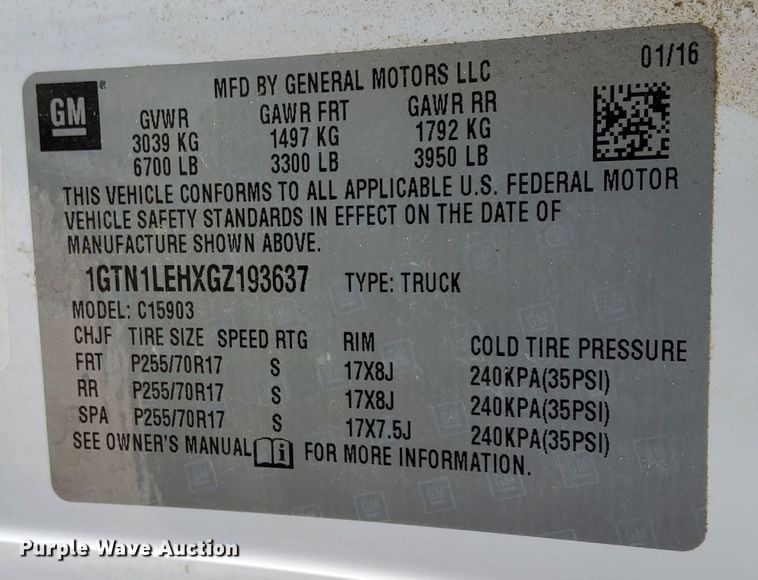 01/16
MFD BY GENERAL MOTORS LLC
GM ®
GVWR GAWR FRT GAWR RR
3039 KG 1497 KG 1792 KG
6700 LB 3300 LB 3950 LB
THIS VEHICLE CONFORMS TO ALL APPLICABLE U.S. FEDERAL MOTOR
VEHICLE SAFETY STANDARDS IN EFFECT ON THE DATE OF
MANUFACTURE SHOWN ABOVE.
1GTN1LEHXGZ193637 TYPE: TRUCK
MODEL: C15903
CHJF TIRE SIZE SPEED RTG RIM COLD TIRE PRESSURE
FRT P255/70R17 S 17X8J 240KPA(35PSI)
RR P255/70R17 S 17X8J 240KPA(35PSI)
SPA P255/70R17 S 17X7.5J 240KPA(35PSI)
SEE OWNER'S MANUAL i FOR MORE INFORMATION.
Purple Wave Auction